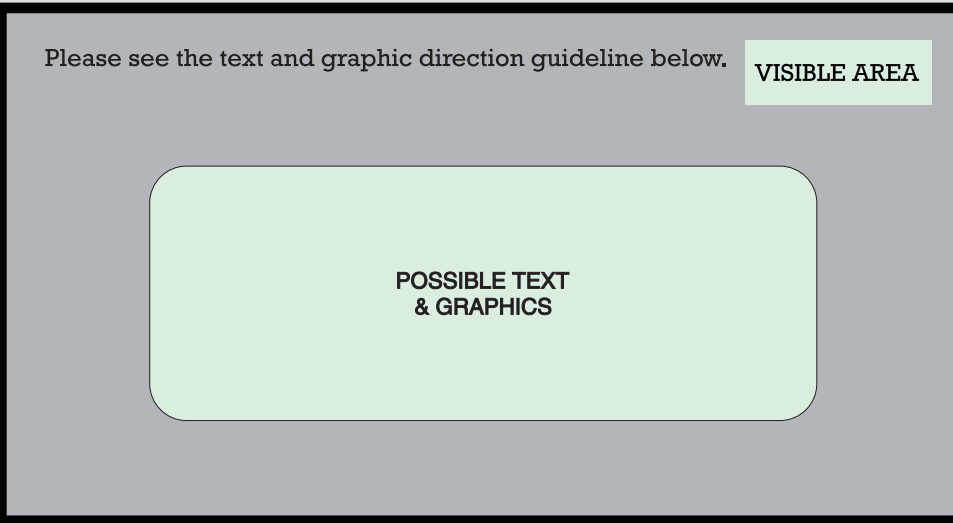 Please see the text and graphic direction guideline below.
VISIBLE AREA
POSSIBLE TEXT
& GRAPHICS